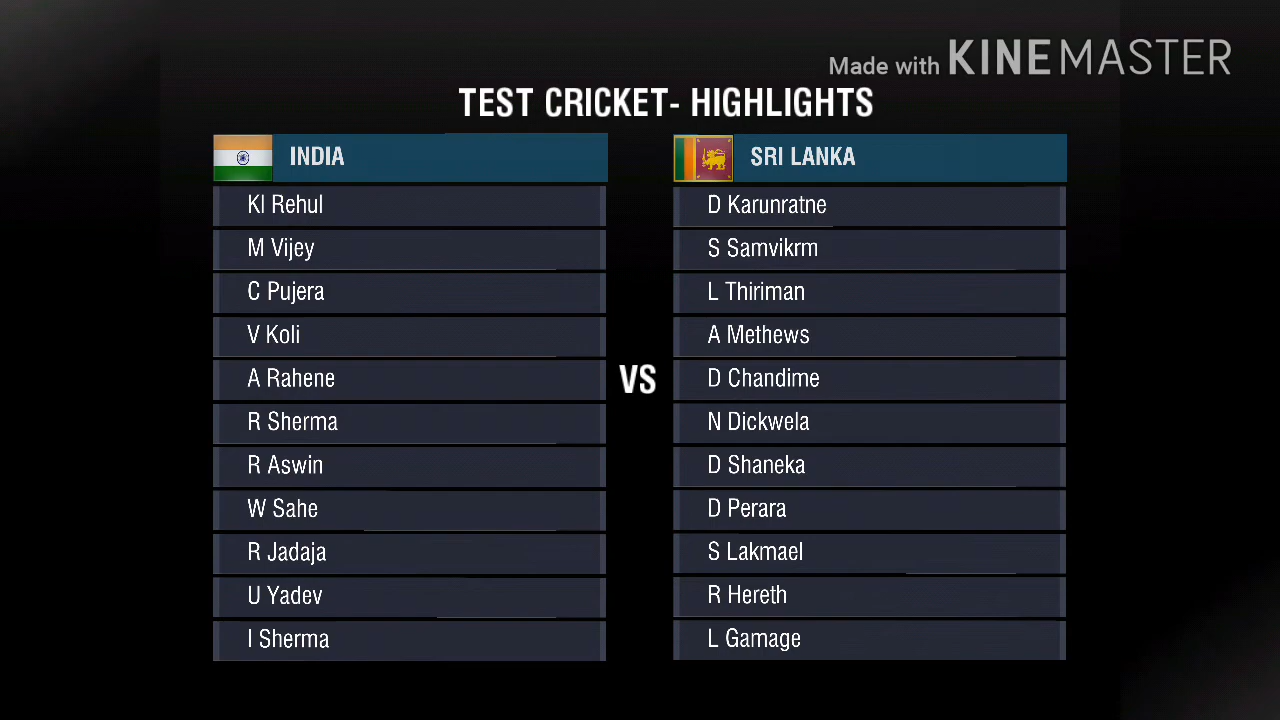 Made with KINEMASTER
TEST CRICKET- HIGHLIGHTS
INDIA
KI Rehul
M Vijey
C Pujera
V Koli
A Rahene
R Sherma
R Aswin
W Sahe
R Jadaja
U Yadev
I Sherma
VS
SRI LANKA
D Karunratne
S Samvikrm
L Thiriman
A Methews
D Chandime
N Dickwela
D Shaneka
D Perara
S Lakmael
R Hereth
L Gamage